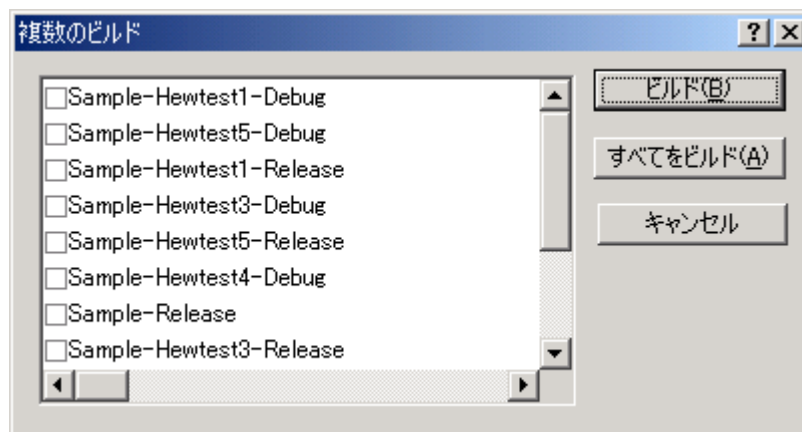 複数のビルド
Sample-Hewtest1-Debug
Sample-Hewtest5-Debug
Sample-Hewtest1-Release
Sample-Hewtest3-Debug
Sample-Hewtest5-Release
Sample-Hewtest4-Debug
Sample-Release
Sample-Hewtest3-Release
ビルド(B)
すべてをビルド(A)
キャンセル